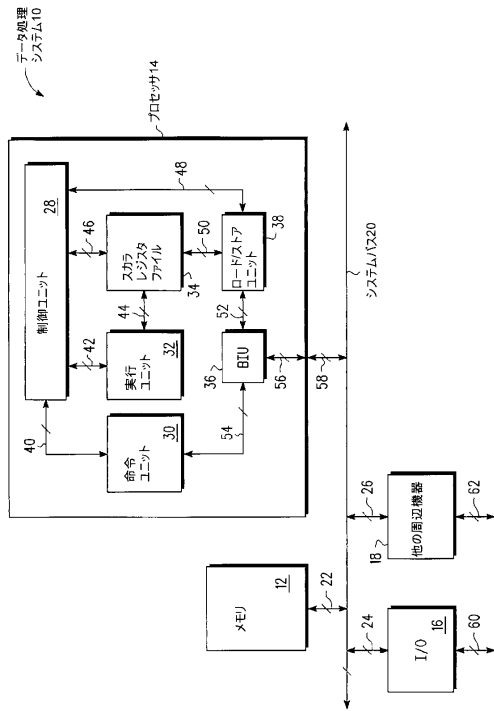 データ処理
システム10
プロセッサ14
制御ユニット
28
40
42
46
48
命令
ユニット
30
実行
ユニット
32
44
スカラ
レジスタ
ファイル
34
50
54
36
BIU
52
ロード/ストア
ユニット
38
56
58
システムバス20
メモリ
12
22
24
26
I/O
16
18
他の周辺機器
60
62